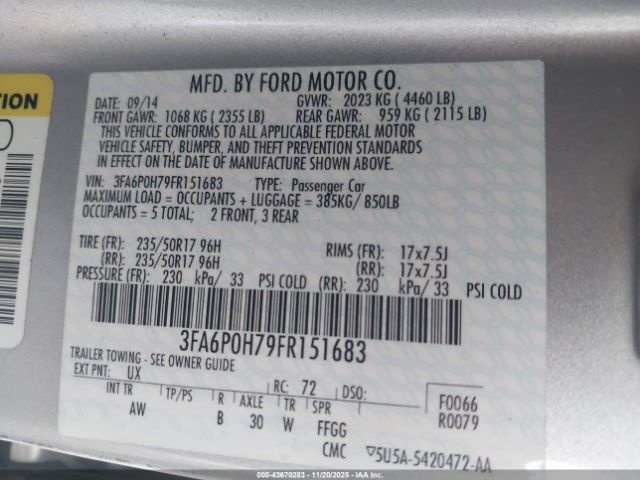 TION
MFD. BY FORD MOTOR CO.
DATE: 09/14 GVWR: 2023 KG ( 4460 LB)
FRONT GAWR: 1068 KG ( 2355 LB) REAR GAWR: 959 KG ( 2115 LB)
THIS VEHICLE CONFORMS TO ALL APPLICABLE FEDERAL MOTOR
VEHICLE SAFETY, BUMPER, AND THEFT PREVENTION STANDARDS
IN EFFECT ON THE DATE OF MANUFACTURE SHOWN ABOVE.
VIN: 3FA6P0H79FR151683 TYPE: Passenger Car
MAXIMUM LOAD = OCCUPANTS + LUGGAGE = 385KG/ 850LB
OCCUPANTS = 5 TOTAL; 2 FRONT, 3 REAR
TIRE (FR): 235/50R17 96H RIMS (FR): 17x7.5J
(RR): 235/50R17 96H (RR): 17x7.5J
PRESSURE (FR): 230 kPa/ 33 PSI COLD (RR): 230 kPa/ 33 PSI COLD
3FA6P0H79FR151683
TRAILER TOWING - SEE OWNER GUIDE
EXT PNT: UX RC: 72 DSO: F0066
INT TR TP/PS R AXLE TR SPR R0079
AW B 30 W FFGG
CMC ▽5U5A-5420472-AA
000-43670283 - 11/20/2025 - IAAI.COM